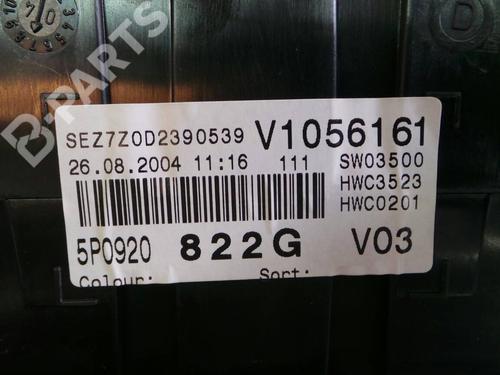 B-PARTS
SEZ7Z0D2390539 V1056161
26.08.2004 11:16 111 SW03500
HWC3523
HWC0201
5P0920 822G V03
Colour: Sort: